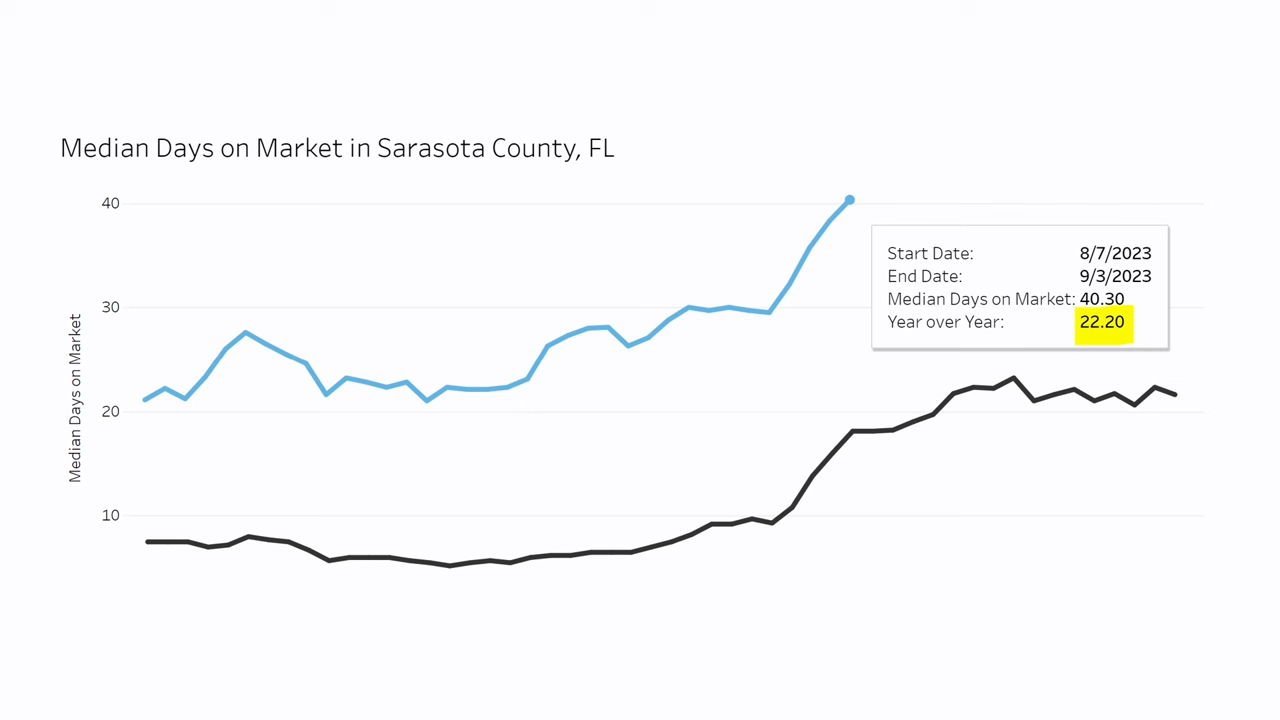 Median Days on Market in Sarasota County, FL
40
30
20
10
Median Days on Market
Start Date: 8/7/2023
End Date: 9/3/2023
Median Days on Market: 40.30
Year over Year: 22.20